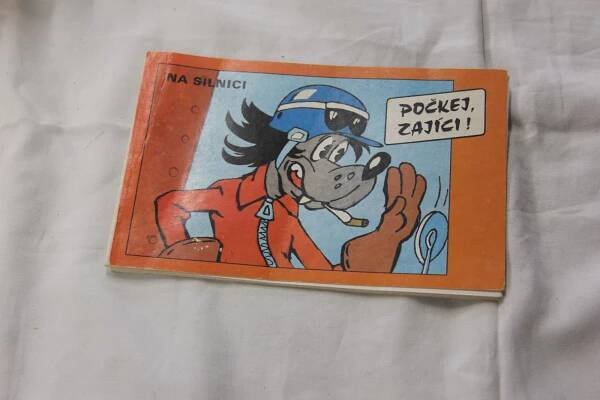 NA SILNICI
POČKEJ,
ZAJÍCI!